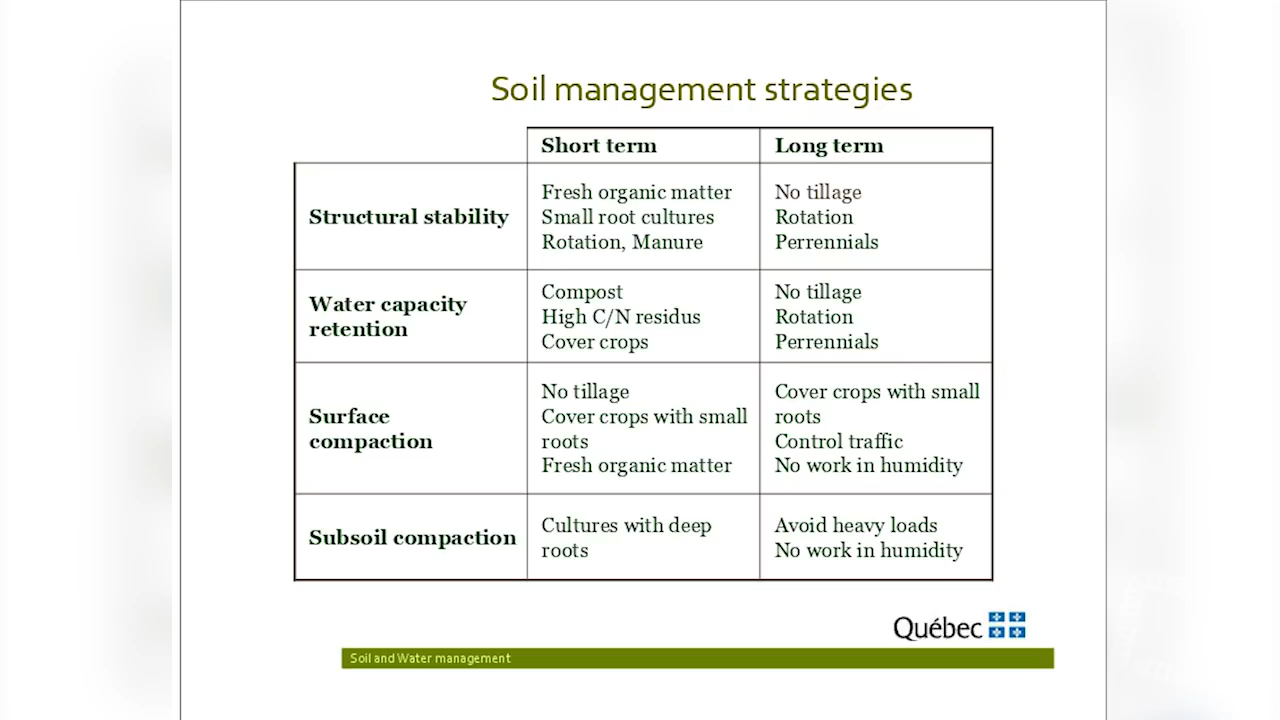 Soil management strategies
Short term
Long term
Structural stability
Fresh organic matter
Small root cultures
Rotation, Manure
No tillage
Rotation
Perrennials
Water capacity
retention
Compost
High C/N residus
Cover crops
No tillage
Rotation
Perrennials
Surface
compaction
No tillage
Cover crops with small
roots
Fresh organic matter
Cover crops with small
roots
Control traffic
No work in humidity
Subsoil compaction
Cultures with deep
roots
Avoid heavy loads
No work in humidity
Québec
Soil and Water management